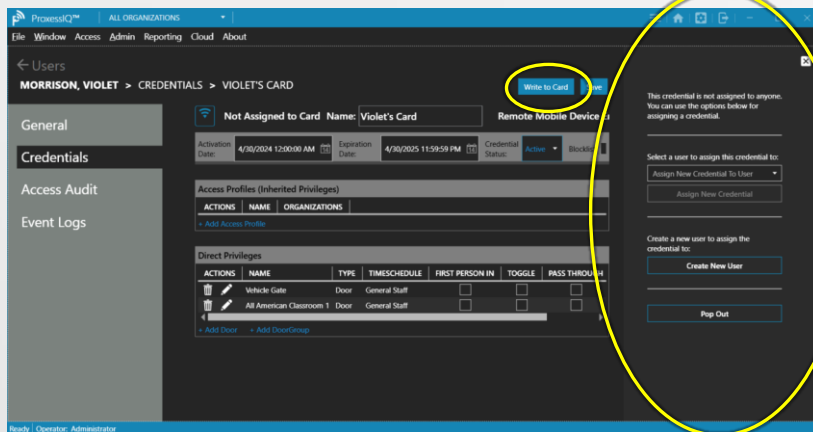 ProxessIQ™ ALL ORGANIZATIONS
File Window Access Admin Reporting Cloud About
Users
MORRISON, VIOLET > CREDENTIALS > VIOLET'S CARD
Write to Card Save
General
Credentials
Access Audit
Event Logs
Not Assigned to Card Name: Violet's Card Remote Mobile Device
Activation Date: 4/30/2024 12:00:00 AM Expiration Date: 4/30/2025 11:59:59 PM Credential Status: Active Blocklist
Access Profiles (Inherited Privileges)
ACTIONS NAME ORGANIZATIONS
+ Add Access Profile
Direct Privileges
ACTIONS NAME TYPE TIMESCHEDULE FIRST PERSON IN TOGGLE PASS THROUGH
Vehicle Gate Door General Staff
All American Classroom 1 Door General Staff
+ Add Door + Add DoorGroup
This credential is not assigned to anyone.
You can use the options below for
assigning a credential.
Select a user to assign this credential to:
Assign New Credential To User
Assign New Credential
Create a new user to assign the
credential to:
Create New User
Pop Out
Ready Operator: Administrator